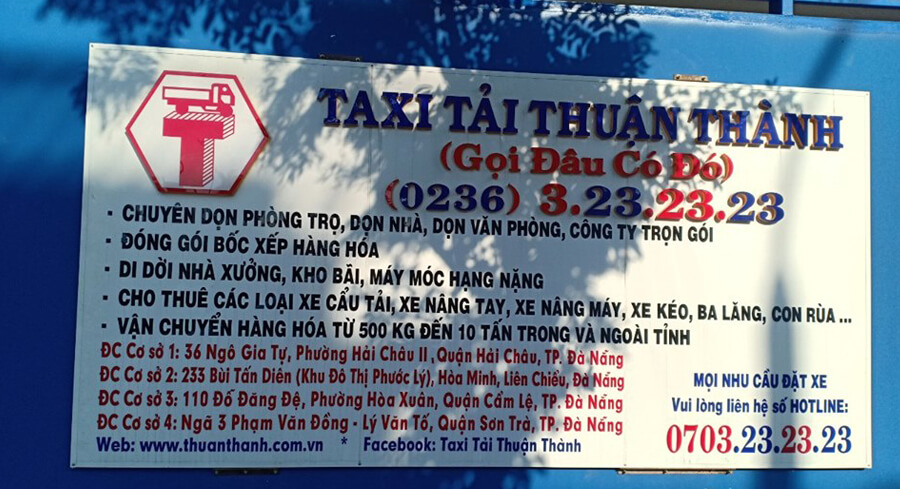 TAXI TẢI THUẬN THÀNH
(Gọi Đâu Có Đó)
(0236) 3.23.23.23
· CHUYÊN DỌN PHÒNG TRỌ, DỌN NHÀ, DỌN VĂN PHÒNG, CÔNG TY TRỌN GÓI
· ĐÓNG GÓI BỐC XẾP HÀNG HÓA
· DI DỜI NHÀ XƯỞNG, KHO BÃI, MÁY MÓC HẠNG NẶNG
· CHO THUÊ CÁC LOẠI XE CẨU TẢI, XE NÂNG TAY, XE NÂNG MÁY, XE KÉO, BA LĂNG, CON RÙA ...
· VẬN CHUYỂN HÀNG HÓA TỪ 500 KG ĐẾN 10 TẤN TRONG VÀ NGOÀI TỈNH
ĐC Cơ sở 1: 36 Ngô Gia Tự, Phường Hải Châu II ,Quận Hải Châu, TP. Đà Nẵng
ĐC Cơ sở 2: 233 Bùi Tấn Diên (Khu Đô Thị Phước Lý), Hòa Minh, Liên Chiểu, Đà Nẵng
ĐC Cơ sở 3: 110 Đố Đăng Đệ, Phường Hòa Xuân, Quận Cẩm Lệ, TP. Đà Nẵng
ĐC Cơ sở 4: Ngã 3 Phạm Văn Đồng - Lý Văn Tố, Quận Sơn Trà, TP. Đà Nẵng
Web: www.thuanthanh.com.vn * Facebook: Taxi Tải Thuận Thành
MỌI NHU CẦU ĐẶT XE
Vui lòng liên hệ số HOTLINE:
0703.23.23.23